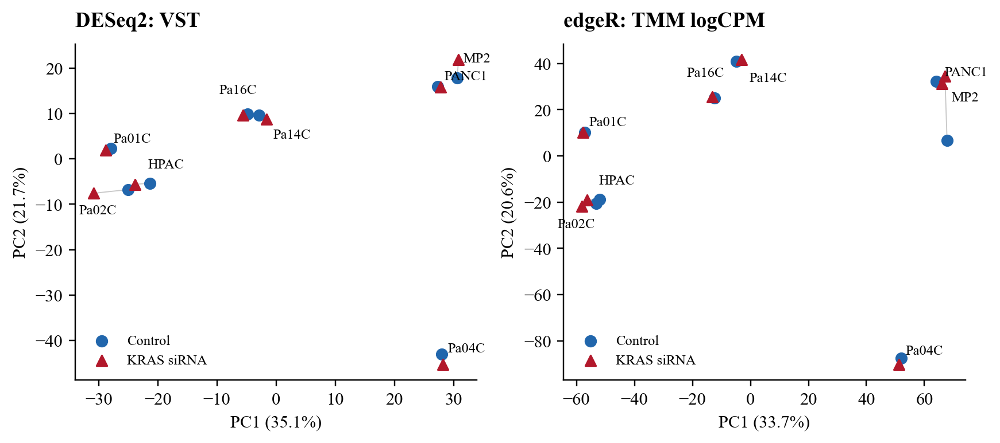 DESeq2: VST
20
10
0
−10
−20
−30
−40
PC2 (21.7%)
MP2
PANC1
Pa16C
Pa14C
Pa01C
HPAC
Pa02C
Pa04C
Control
KRAS siRNA
−30
−20
−10
0
10
20
30
PC1 (35.1%)
edgeR: TMM logCPM
40
20
0
−20
−40
−60
−80
PC2 (20.6%)
PANC1
Pa16C
Pa14C
MP2
Pa01C
HPAC
Pa02C
Pa04C
Control
KRAS siRNA
−60
−40
−20
0
20
40
60
PC1 (33.7%)